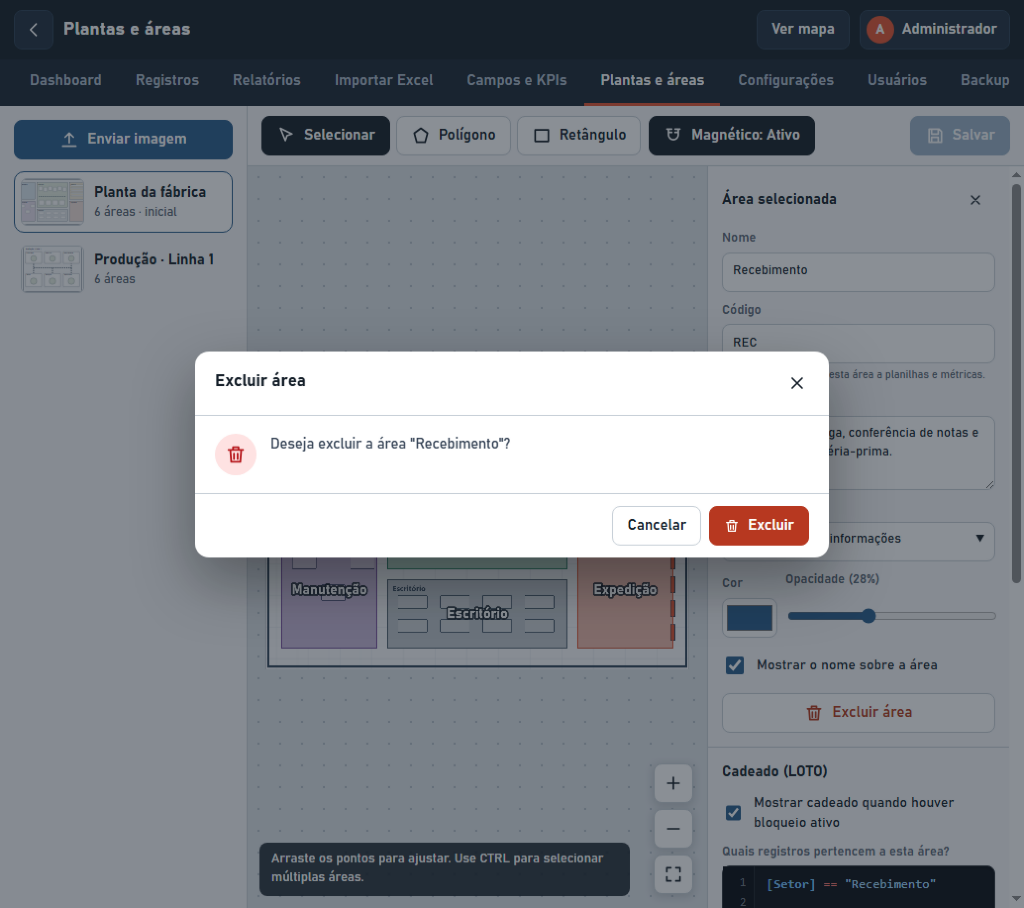 Plantas e áreas
Ver mapa
A Administrador
Dashboard Registros Relatórios Importar Excel Campos e KPIs Plantas e áreas Configurações Usuários Backup
Enviar imagem
Selecionar Polígono Retângulo Magnético: Ativo Salvar
Planta da fábrica
6 áreas · inicial
Produção · Linha 1
6 áreas
Área selecionada
Nome
Recebimento
Código
REC
esta área a planilhas e métricas.
ga, conferência de notas e
éria-prima.
informações
Excluir área
Deseja excluir a área "Recebimento"?
Cancelar Excluir
Manutenção
Escritório
Escritório
Expedição
Cor Opacidade (28%)
Mostrar o nome sobre a área
Excluir área
Cadeado (LOTO)
Mostrar cadeado quando houver
bloqueio ativo
Quais registros pertencem a esta área?
1 [Setor] == "Recebimento"
2
Arraste os pontos para ajustar. Use CTRL para selecionar
múltiplas áreas.